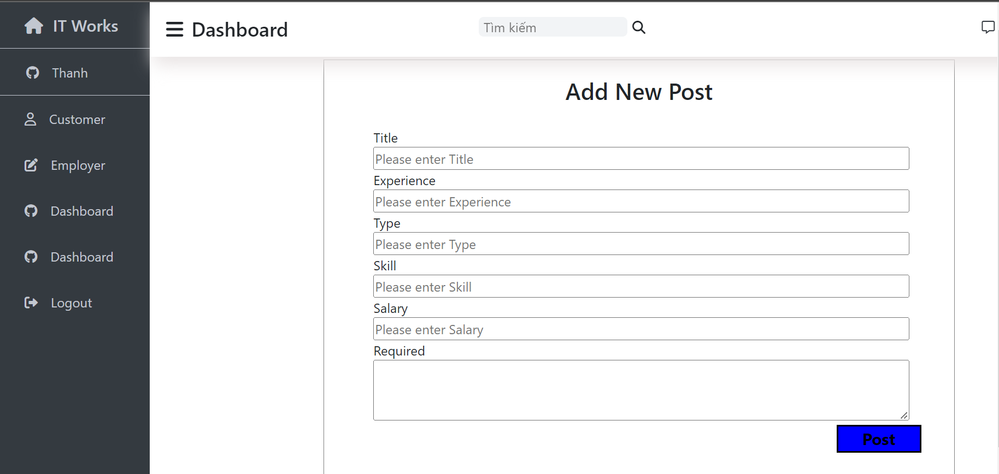 IT Works
Thanh
Customer
Employer
Dashboard
Dashboard
Logout
Dashboard
Tìm kiếm
Add New Post
Title
Please enter Title
Experience
Please enter Experience
Type
Please enter Type
Skill
Please enter Skill
Salary
Please enter Salary
Required
Post